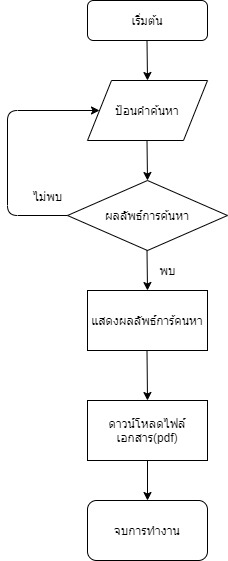 เริ่มต้น
ป้อนคำค้นหา
ไม่พบ
ผลลัพธ์การค้นหา
พบ
แสดงผลลัพธ์การค้นหา
ดาวน์โหลดไฟล์
เอกสาร(pdf)
จบการทำงาน